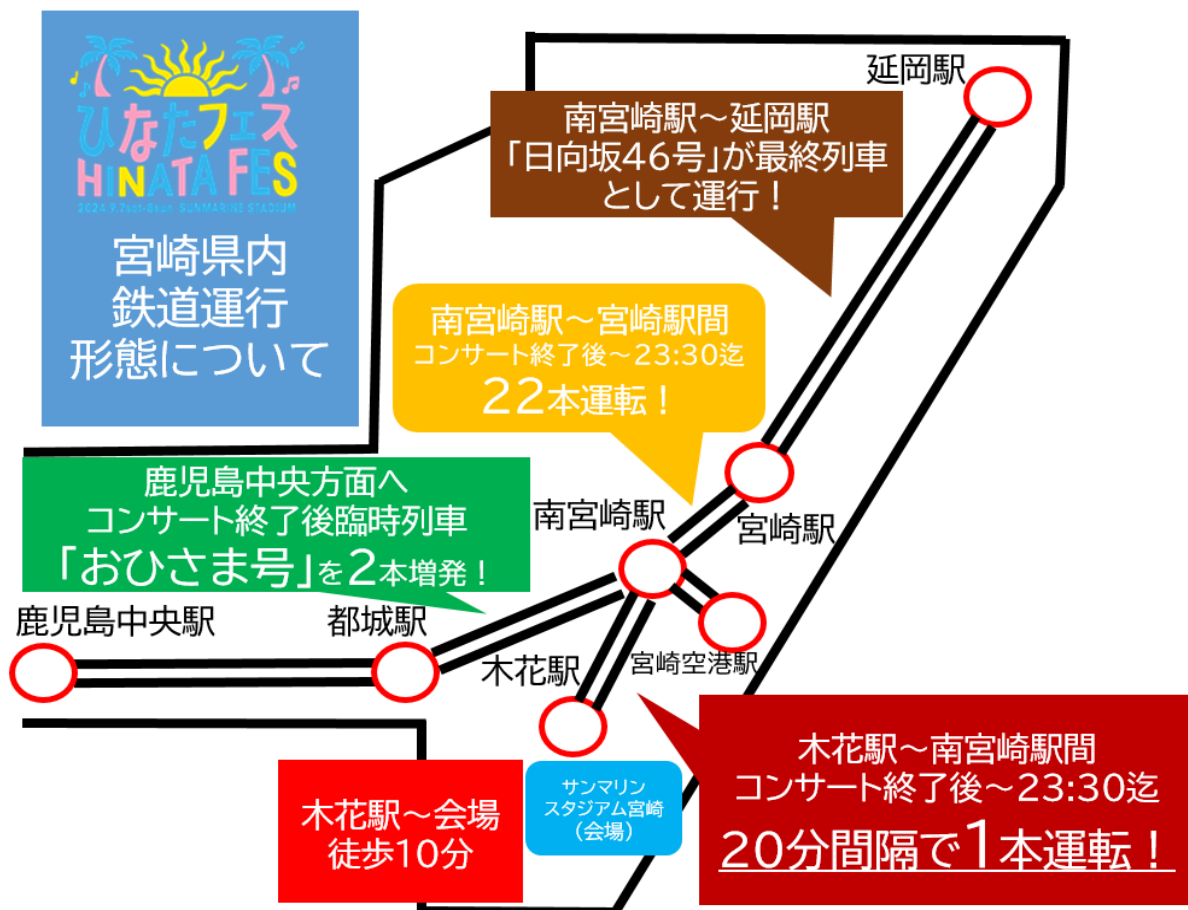 ひなたフェス
HINATA FES
2024.9.7sat-8sun SUNMARINE STADIUM
宮崎県内
鉄道運行
形態について
延岡駅
南宮崎駅～延岡駅
「日向坂46号」が最終列車
として運行！
南宮崎駅～宮崎駅間
コンサート終了後～23:30迄
22本運転！
鹿児島中央方面へ
コンサート終了後臨時列車
「おひさま号」を2本増発！
南宮崎駅
宮崎駅
鹿児島中央駅
都城駅
木花駅
宮崎空港駅
木花駅～南宮崎駅間
コンサート終了後～23:30迄
20分間隔で1本運転！
サンマリン
スタジアム宮崎
（会場）
木花駅～会場
徒歩10分